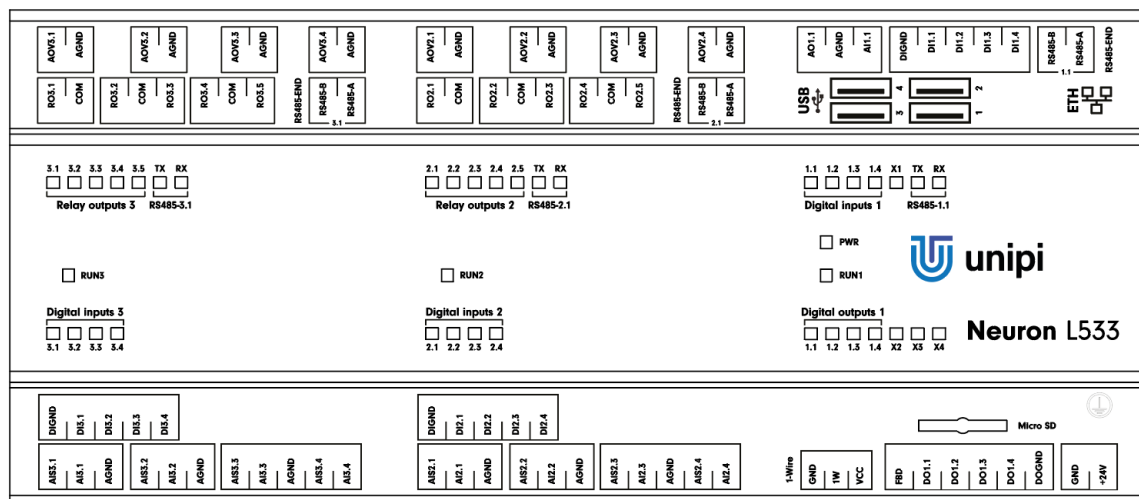 AOV3.1 AGND AOV3.2 AGND AOV3.3 AGND AOV3.4 AGND AOV2.1 AGND AOV2.2 AGND AOV2.3 AGND AOV2.4 AGND AO1.1 AGND AI1.1 DIGND DI1.1 DI1.2 DI1.3 DI1.4 RS485-B RS485-A RS485-END
1.1
RO3.1 COM RO3.2 COM RO3.3 RO3.4 COM RO3.5 RS485-END RS485-B RS485-A RO2.1 COM RO2.2 COM RO2.3 RO2.4 COM RO2.5 RS485-END RS485-B RS485-A USB 4 2 ETH
3 1
3.1 2.1
3.1 3.2 3.3 3.4 3.5 TX RX 2.1 2.2 2.3 2.4 2.5 TX RX 1.1 1.2 1.3 1.4 X1 TX RX
Relay outputs 3 RS485-3.1 Relay outputs 2 RS485-2.1 Digital inputs 1 RS485-1.1
PWR
unipi
RUN3 RUN2 RUN1
Digital inputs 3 Digital inputs 2 Digital outputs 1
Neuron L533
3.1 3.2 3.3 3.4 2.1 2.2 2.3 2.4 1.1 1.2 1.3 1.4 X2 X3 X4
DIGND DI3.1 DI3.2 DI3.3 DI3.4 DIGND DI2.1 DI2.2 DI2.3 DI2.4 Micro SD
AIS3.1 AI3.1 AGND AIS3.2 AI3.2 AGND AIS3.3 AI3.3 AGND AIS3.4 AI3.4 AIS2.1 AI2.1 AGND AIS2.2 AI2.2 AGND AIS2.3 AI2.3 AGND AIS2.4 AI2.4 1-Wire GND 1W VCC FBD DO1.1 DO1.2 DO1.3 DO1.4 DOGND GND +24V